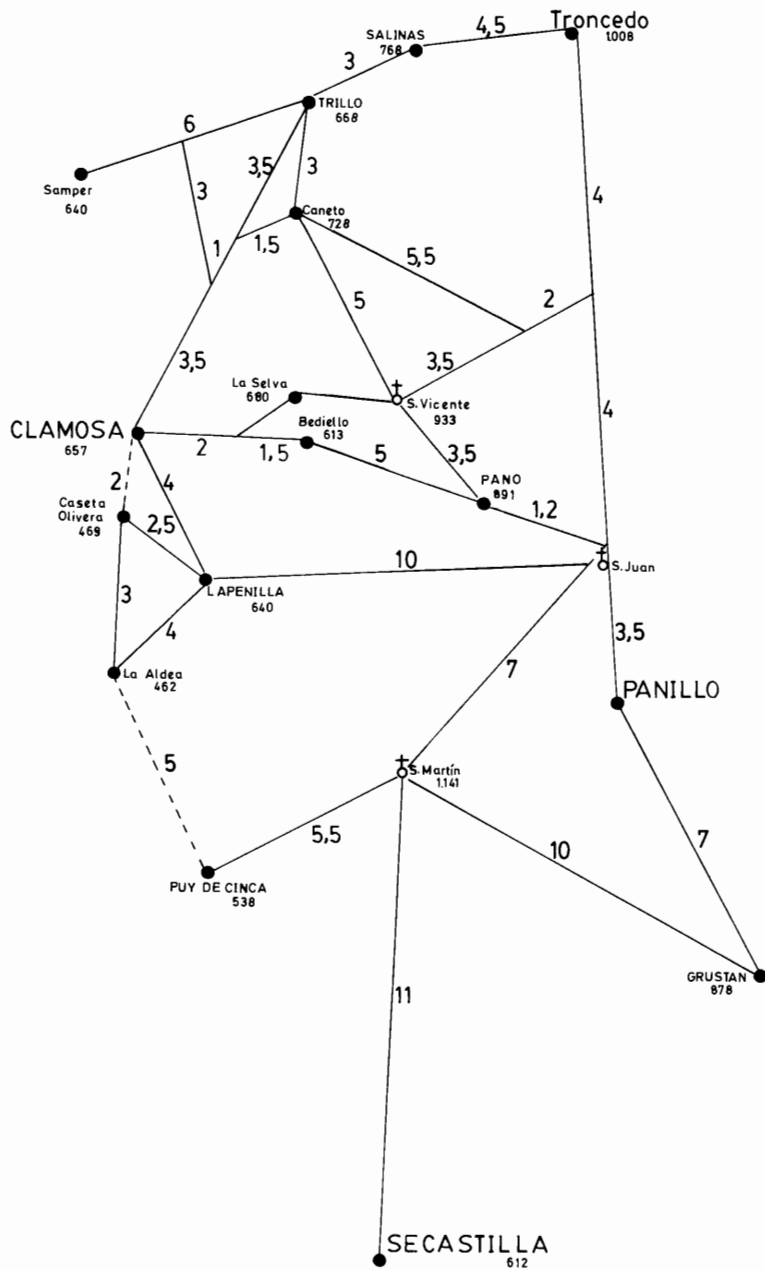 4,5
Troncedo
1.008
SALINAS
768
3
TRILLO
668
6
3,5
3
Samper
640
3
4
Caneto
728
1
1,5
5,5
5
2
3,5
3,5
La Selva
680
S. Vicente
933
4
CLAMOSA
657
2
1,5
Bediello
613
5
3,5
PANO
891
1,2
2
4
Caseta
Olivera
469
2,5
10
S. Juan
LAPENILLA
640
3
4
3,5
La Aldea
462
7
PANILLO
5
S. Martín
1.141
5,5
10
7
PUY DE CINCA
538
GRUSTAN
878
11
SECASTILLA
612